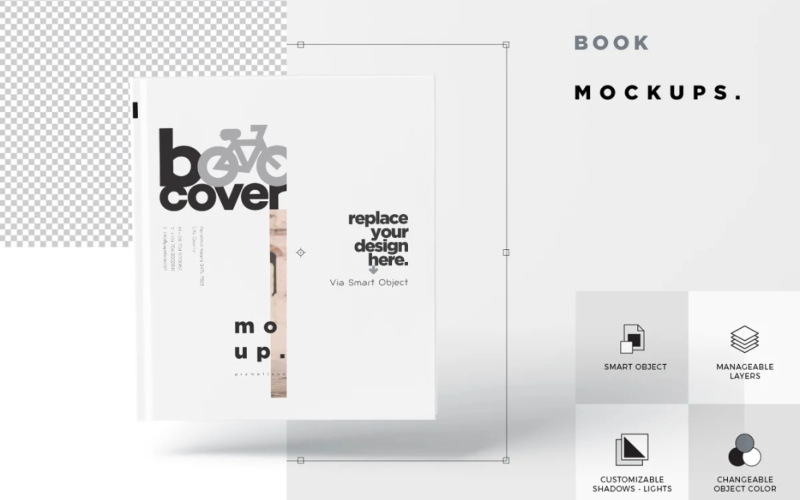 BOOK
MOCKUPS.
b
cover
replace
your
design
here.
Via Smart Object
mo
up.
SMART OBJECT
MANAGEABLE
LAYERS
CUSTOMIZABLE
SHADOWS - LIGHTS
CHANGEABLE
OBJECT COLOR